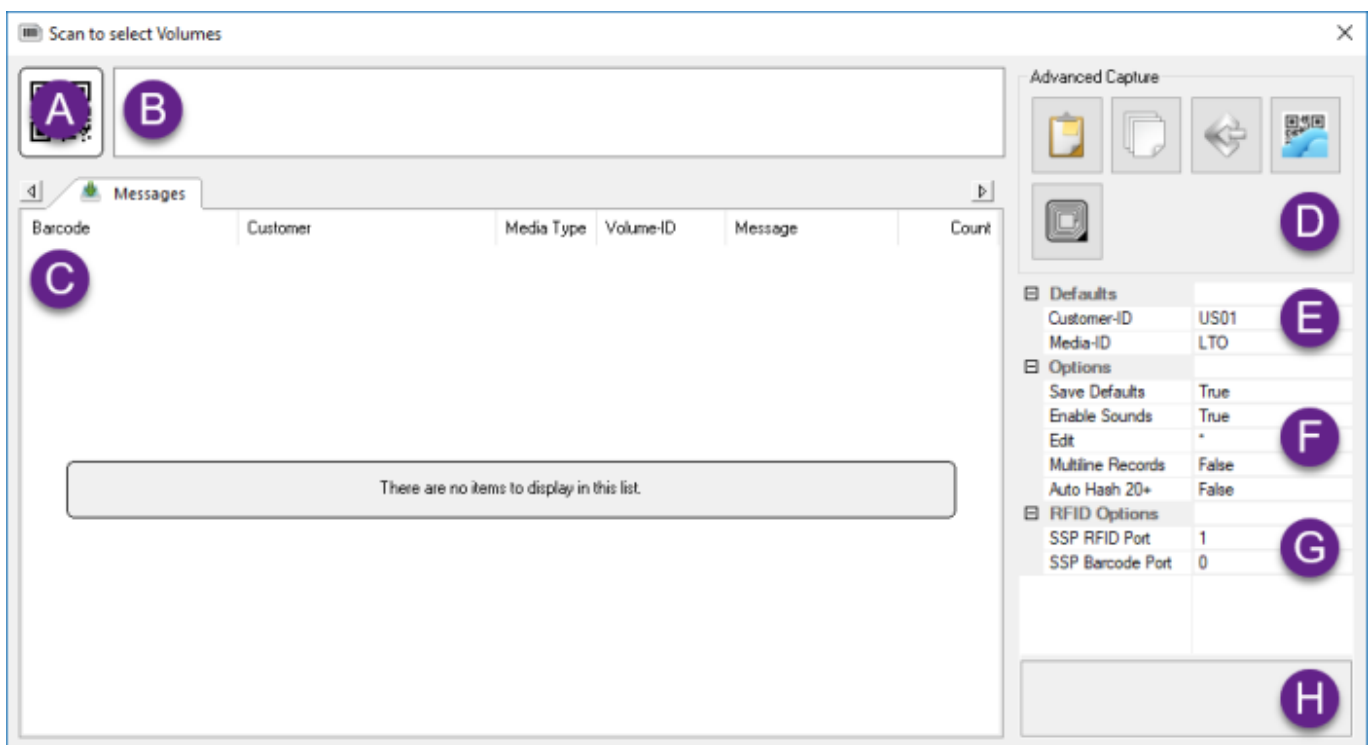 Scan to select Volumes
A
B
Advanced Capture
Messages
Barcode Customer Media Type Volume-ID Message Count
C
D
There are no items to display in this list.
Defaults
Customer-ID US01
Media-ID LTO
E
Options
Save Defaults True
Enable Sounds True
Edit *
Multiline Records False
Auto Hash 20+ False
F
RFID Options
SSP RFID Port 1
SSP Barcode Port 0
G
H